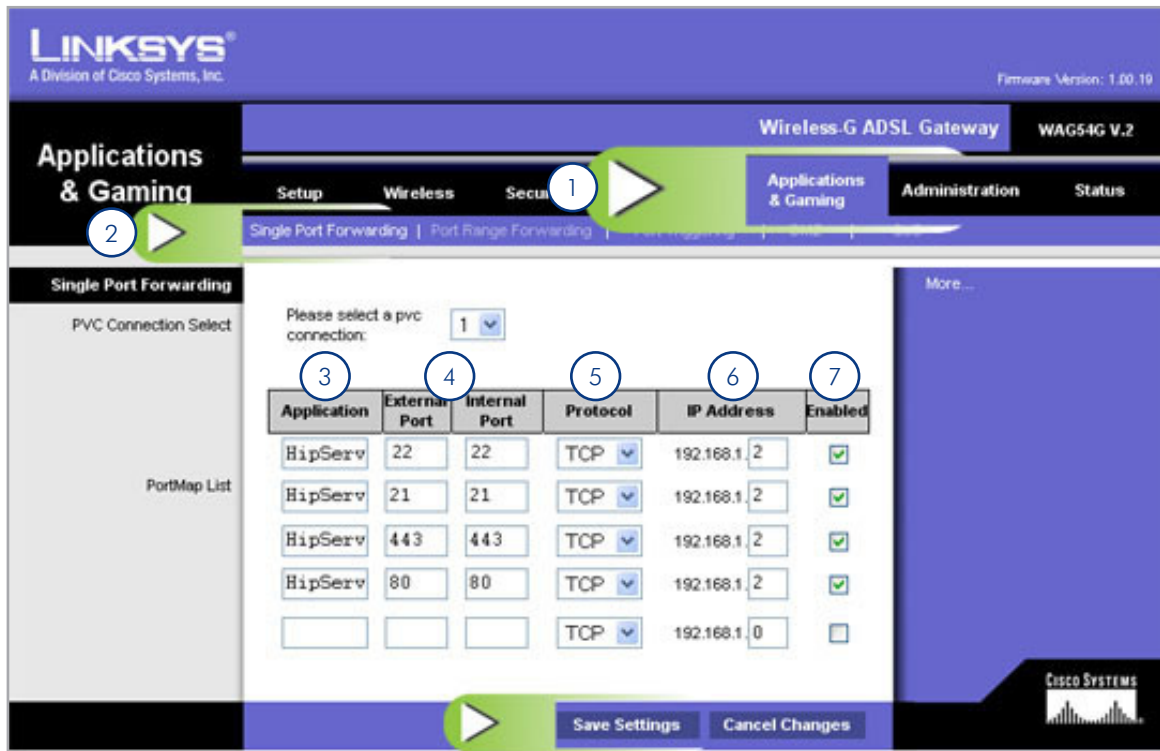 LINKSYS®
A Division of Cisco Systems, Inc.
Firmware Version: 1.00.19
Wireless-G ADSL Gateway WAG54G V.2
Applications
& Gaming
Setup Wireless 1 Applications
& Gaming Administration Status
2 Single Port Forwarding | Port Range Forwarding |
Single Port Forwarding
More...
PVC Connection Select
Please select a pvc
connection: 1
3 4 5 6 7
Application External
Port Internal
Port Protocol IP Address Enabled
HipServ 22 22 TCP 192.168.1. 2
PortMap List
HipServ 21 21 TCP 192.168.1. 2
HipServ 443 443 TCP 192.168.1. 2
HipServ 80 80 TCP 192.168.1. 2
TCP 192.168.1. 0
CISCO SYSTEMS
Save Settings Cancel Changes